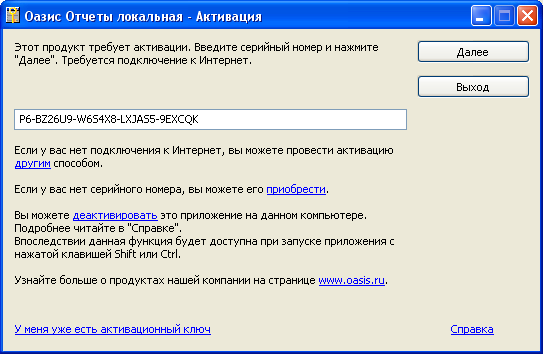 Оазис Отчеты локальная - Активация
Этот продукт требует активации. Введите серийный номер и нажмите
"Далее". Требуется подключение к Интернет.
Далее
Выход
P6-BZ26U9-W6S4X8-LXJAS5-9EXCQK
Если у вас нет подключения к Интернет, вы можете провести активацию
другим способом.
Если у вас нет серийного номера, вы можете его приобрести.
Вы можете деактивировать это приложение на данном компьютере.
Подробнее читайте в "Справке".
Впоследствии данная функция будет доступна при запуске приложения с
нажатой клавишей Shift или Ctrl.
Узнайте больше о продуктах нашей компании на странице www.oasis.ru.
У меня уже есть активационный ключ
Справка